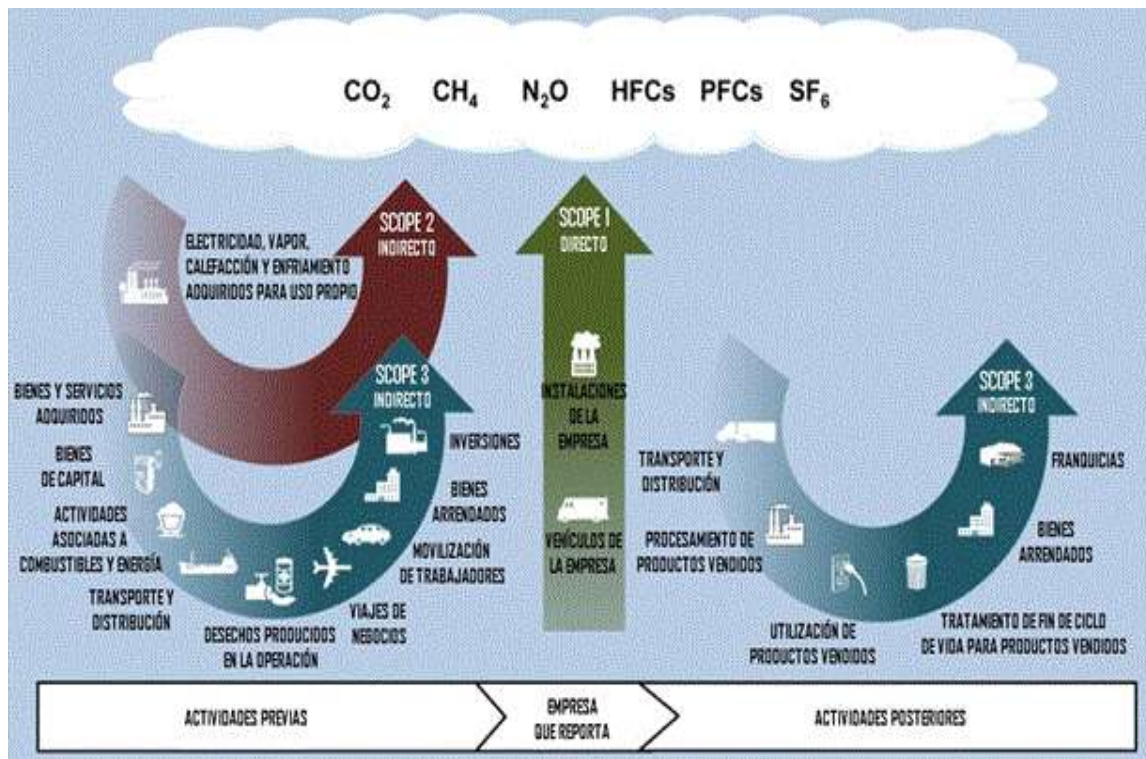 CO₂ CH₄ N₂O HFCs PFCs SF₆
SCOPE 2
INDIRECTO
ELECTRICIDAD, VAPOR,
CALEFACCIÓN Y ENFRIAMIENTO
ADQUIRIDOS PARA USO PROPIO
SCOPE 1
DIRECTO
INSTALACIONES
DE LA
EMPRESA
VEHÍCULOS DE
LA EMPRESA
SCOPE 3
INDIRECTO
BIENES Y SERVICIOS
ADQUIRIDOS
BIENES
DE CAPITAL
ACTIVIDADES
ASOCIADAS A
COMBUSTIBLES Y ENERGÍA
TRANSPORTE Y
DISTRIBUCIÓN
DESECHOS PRODUCIDOS
EN LA OPERACIÓN
VIAJES DE
NEGOCIOS
MOVILIZACIÓN
DE TRABAJADORES
BIENES
ARRENDADOS
INVERSIONES
SCOPE 3
INDIRECTO
TRANSPORTE Y
DISTRIBUCIÓN
PROCESAMIENTO DE
PRODUCTOS VENDIDOS
UTILIZACIÓN DE
PRODUCTOS VENDIDOS
TRATAMIENTO DE FIN DE CICLO
DE VIDA PARA PRODUCTOS VENDIDOS
BIENES
ARRENDADOS
FRANQUICIAS
ACTIVIDADES PREVIAS
EMPRESA
QUE REPORTA
ACTIVIDADES POSTERIORES